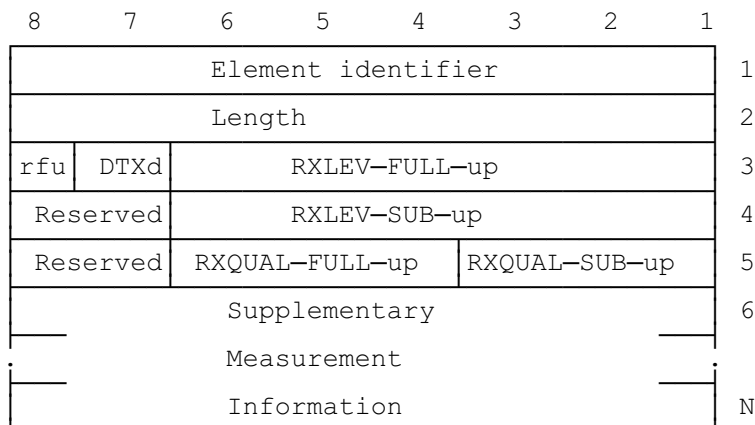 8 7 6 5 4 3 2 1
Element identifier 1
Length 2
rfu DTXd RXLEV—FULL—up 3
Reserved RXLEV—SUB—up 4
Reserved RXQUAL—FULL—up RXQUAL—SUB—up 5
Supplementary 6
Measurement
Information N